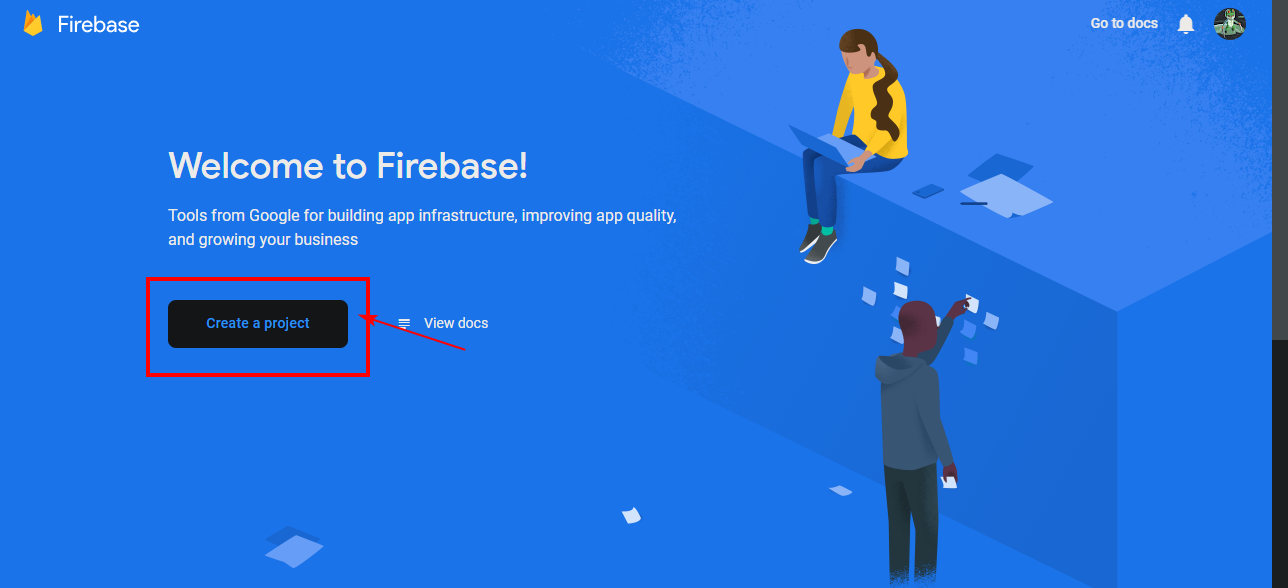 Firebase
Go to docs
Welcome to Firebase!
Tools from Google for building app infrastructure, improving app quality,
and growing your business
Create a project
View docs